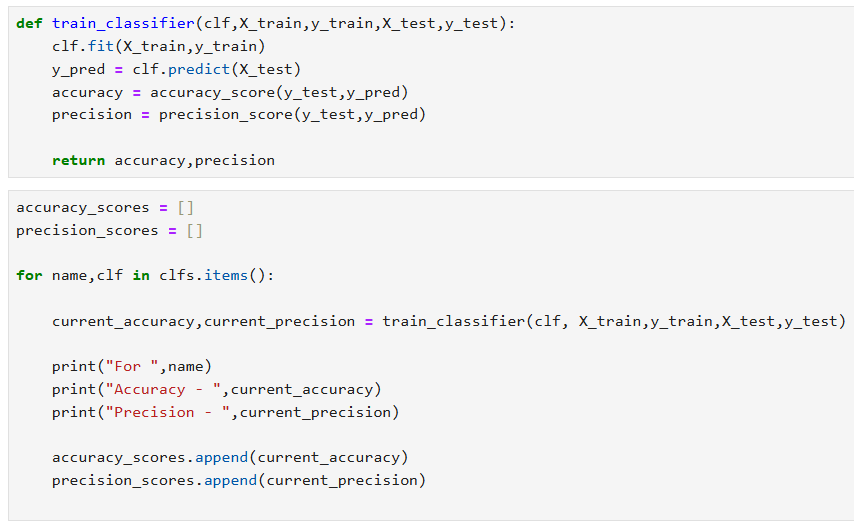 def train_classifier(clf,X_train,y_train,X_test,y_test):
    clf.fit(X_train,y_train)
    y_pred = clf.predict(X_test)
    accuracy = accuracy_score(y_test,y_pred)
    precision = precision_score(y_test,y_pred)

    return accuracy,precision

accuracy_scores = []
precision_scores = []

for name,clf in clfs.items():

    current_accuracy,current_precision = train_classifier(clf, X_train,y_train,X_test,y_test)

    print("For ",name)
    print("Accuracy - ",current_accuracy)
    print("Precision - ",current_precision)

    accuracy_scores.append(current_accuracy)
    precision_scores.append(current_precision)